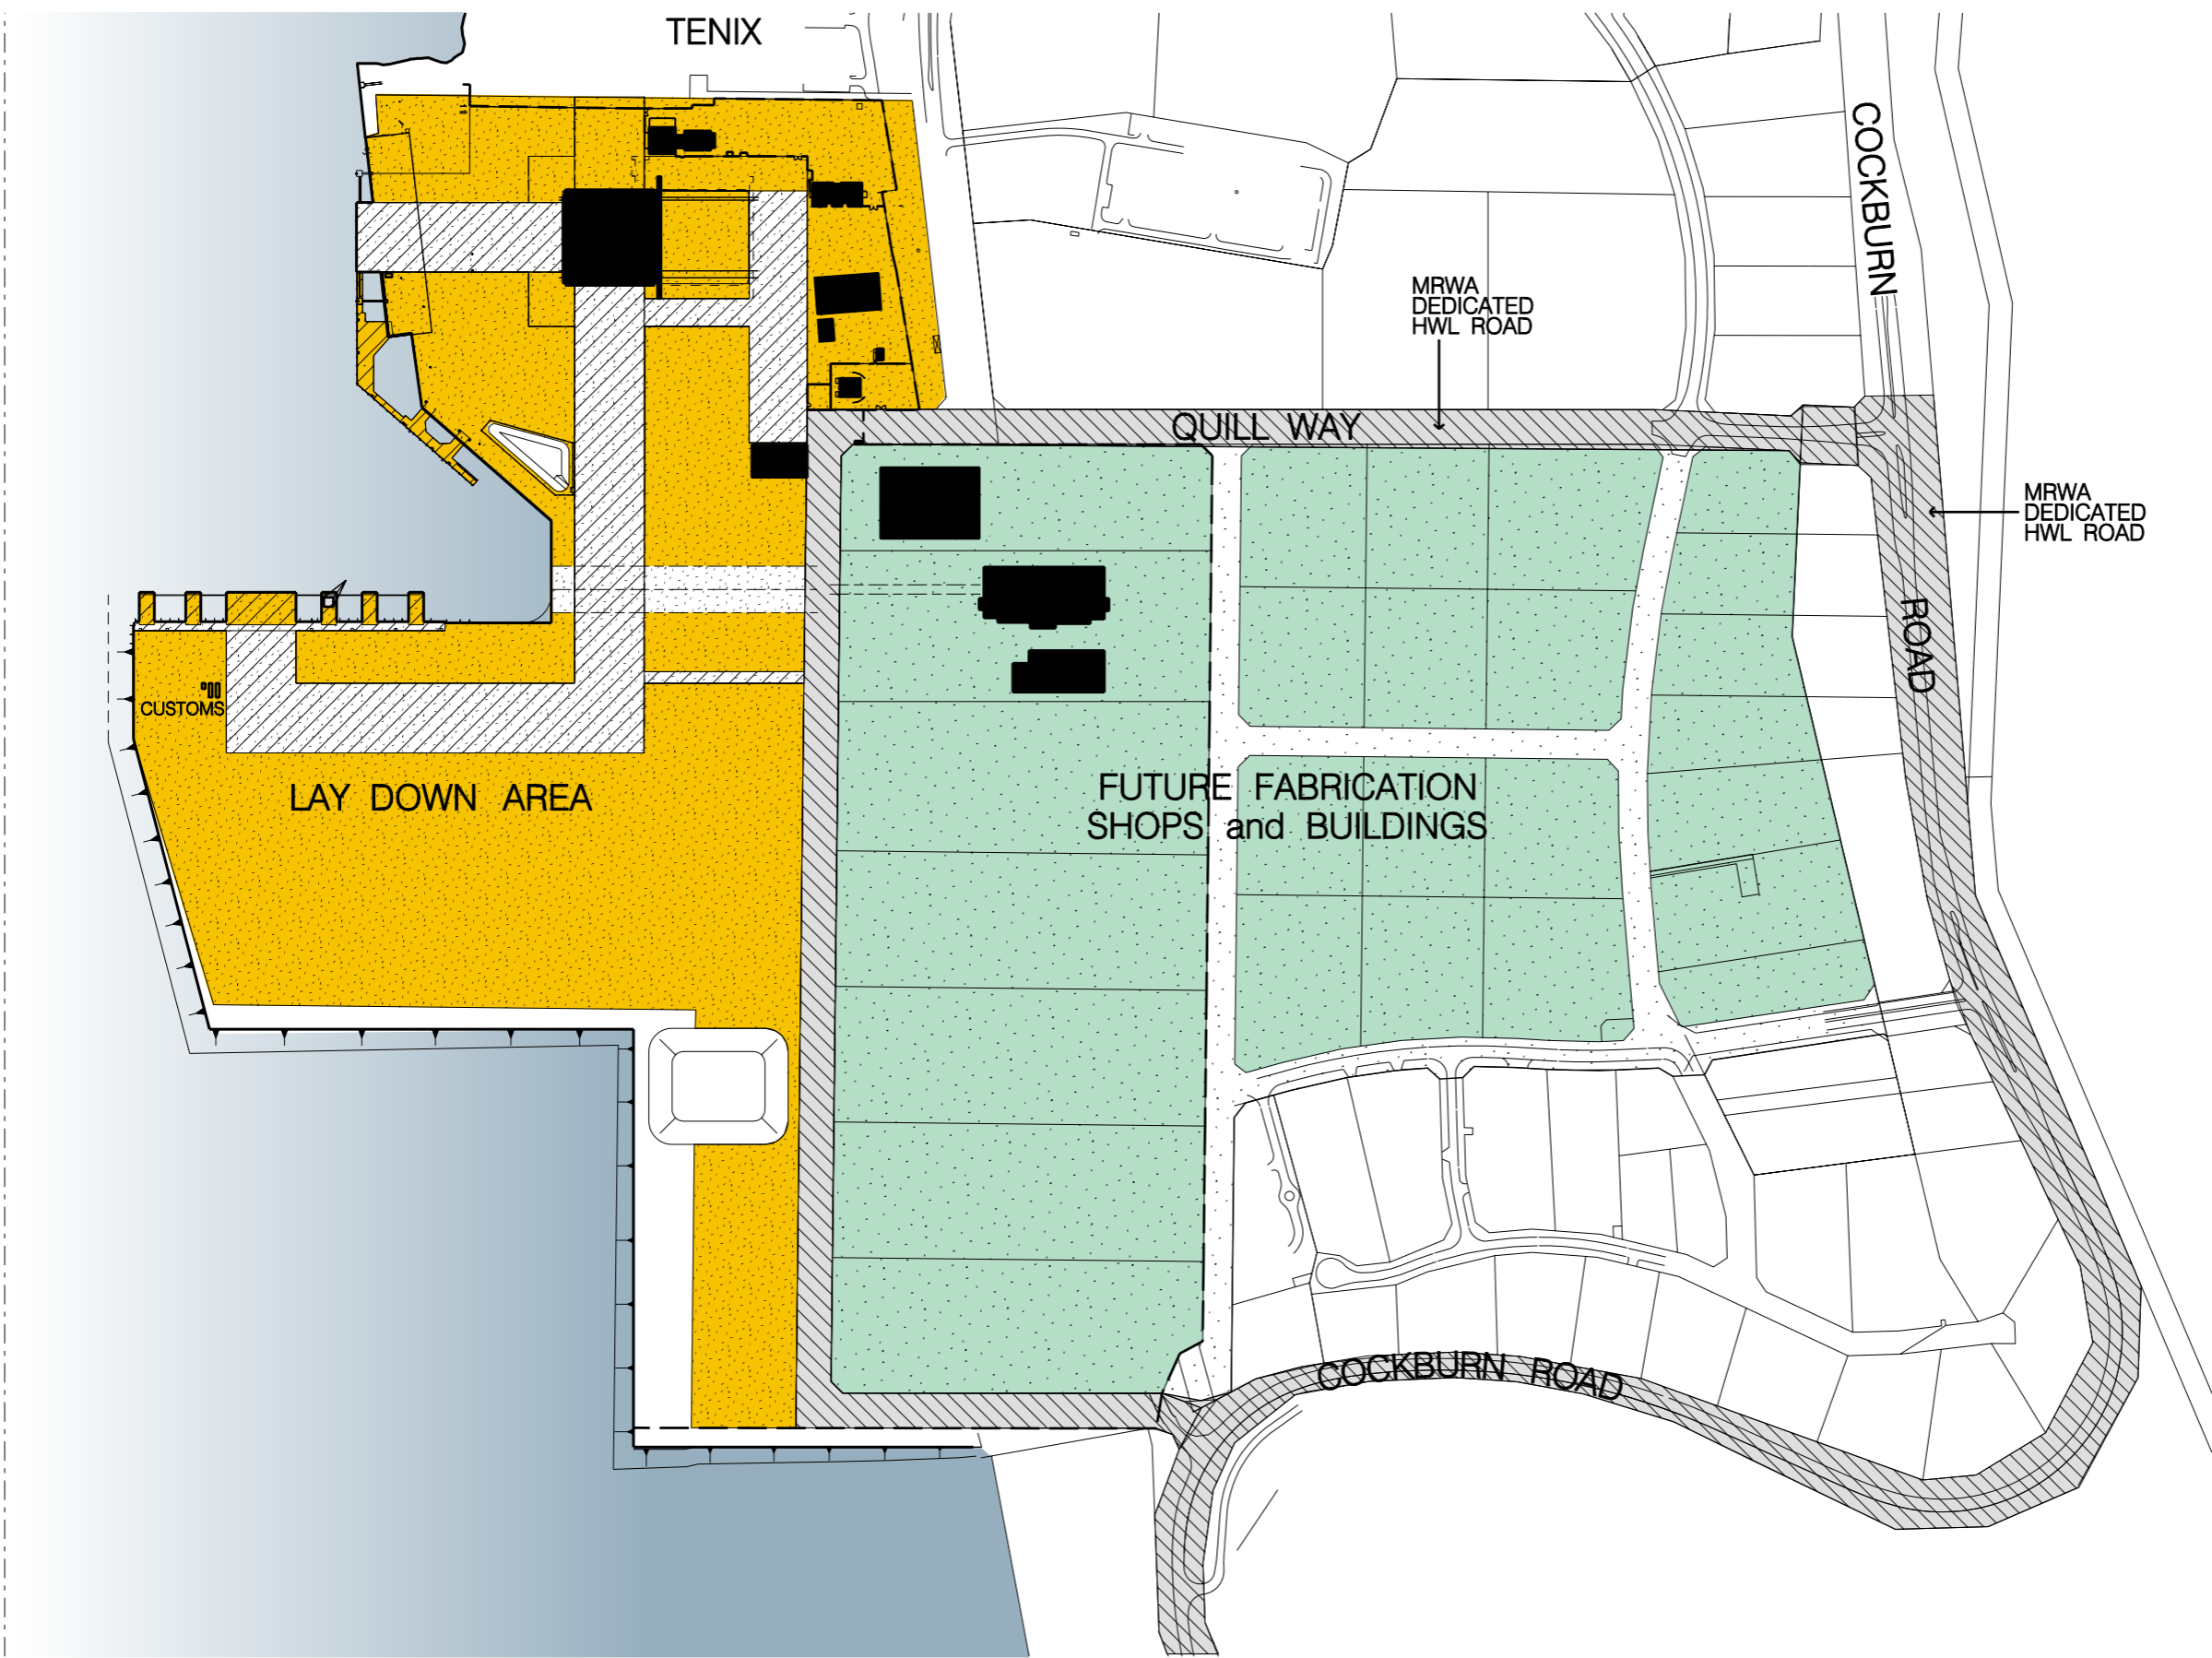 TENIX
COCKBURN
MRWA
DEDICATED
HWL ROAD
QUILL WAY
MRWA
DEDICATED
HWL ROAD
ROAD
CUSTOMS
LAY DOWN AREA
FUTURE FABRICATION
SHOPS and BUILDINGS
COCKBURN ROAD